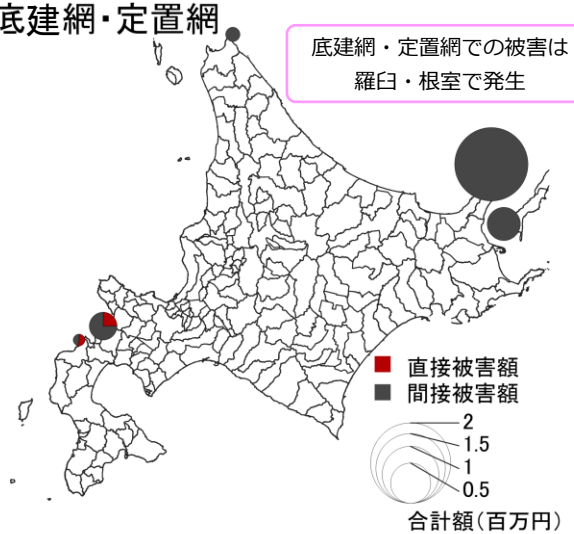 底建網・定置網
底建網・定置網での被害は
羅臼・根室で発生
直接被害額
間接被害額
2
1.5
1
0.5
合計額(百万円)